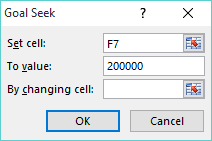 Goal Seek ? ×
Set cell: F7
To value: 200000
By changing cell:
OK Cancel